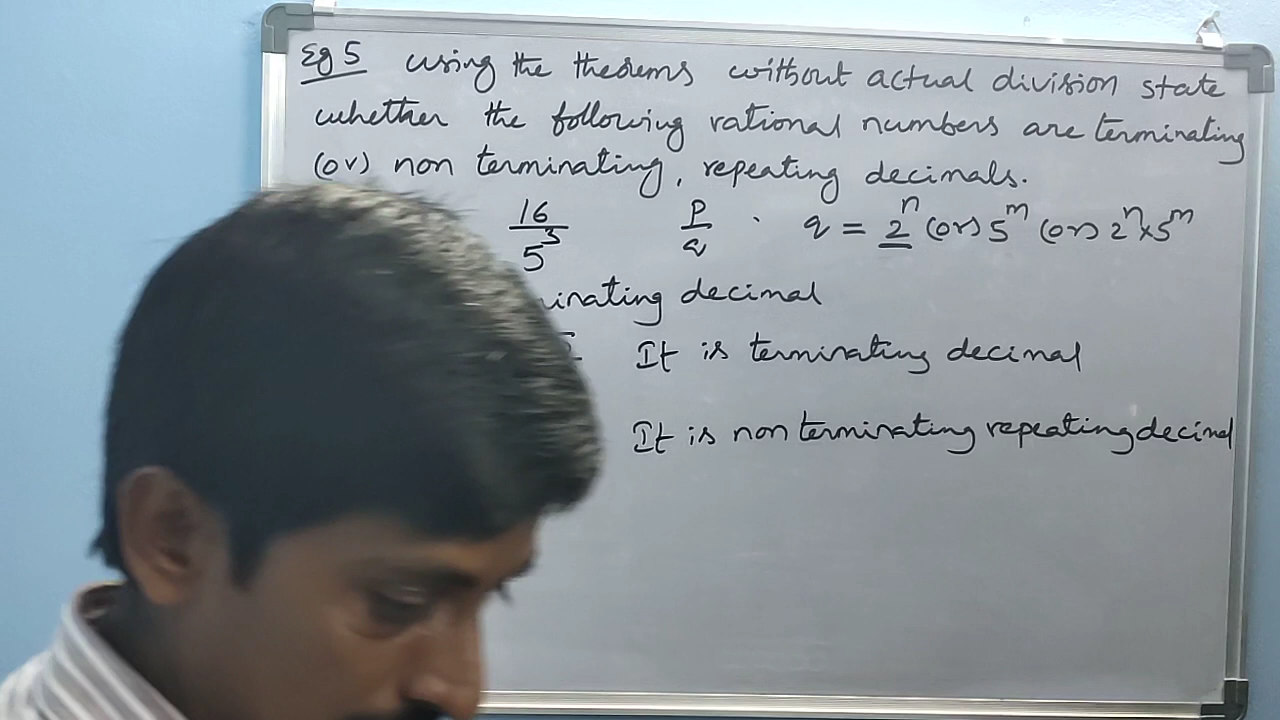 Eg 5 using the theorems without actual division state
whether the following rational numbers are terminating
(or) non terminating, repeating decimals.
16/5^3 p/q . q = 2^n (or) 5^m (or) 2^n x 5^m
decimal
It is terminating decimal
It is non terminating repeating decimal